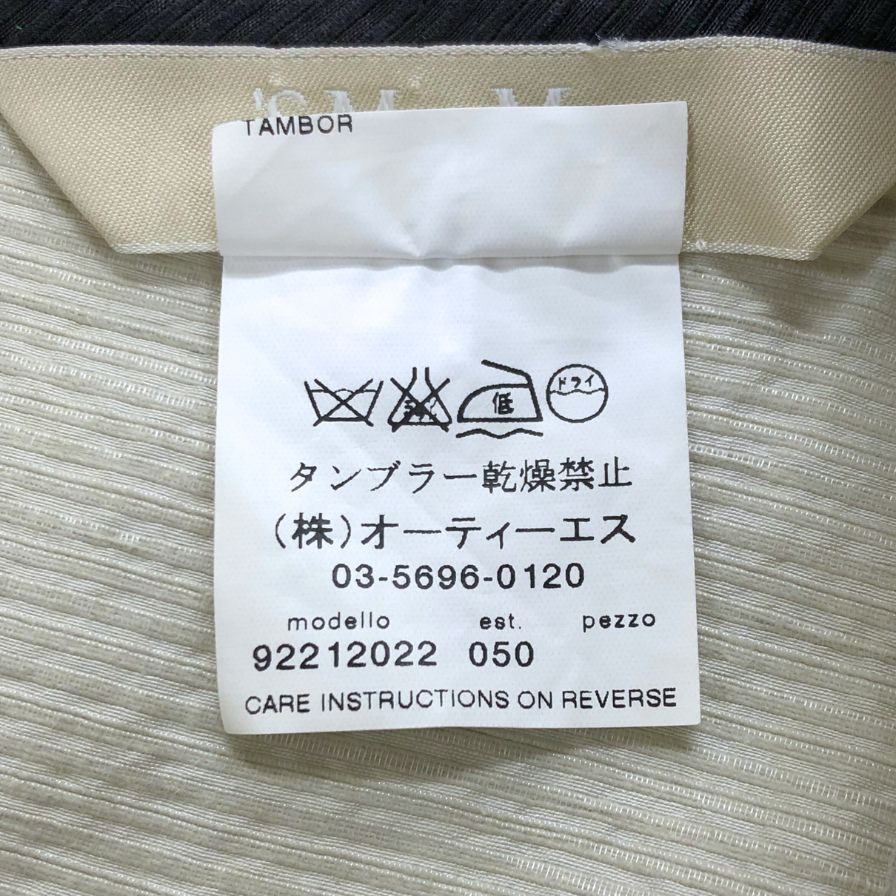 TAMBOR
低 ドライ
タンブラー乾燥禁止
(株)オーティーエス
03-5696-0120
modello est. pezzo
92212022 050
CARE INSTRUCTIONS ON REVERSE